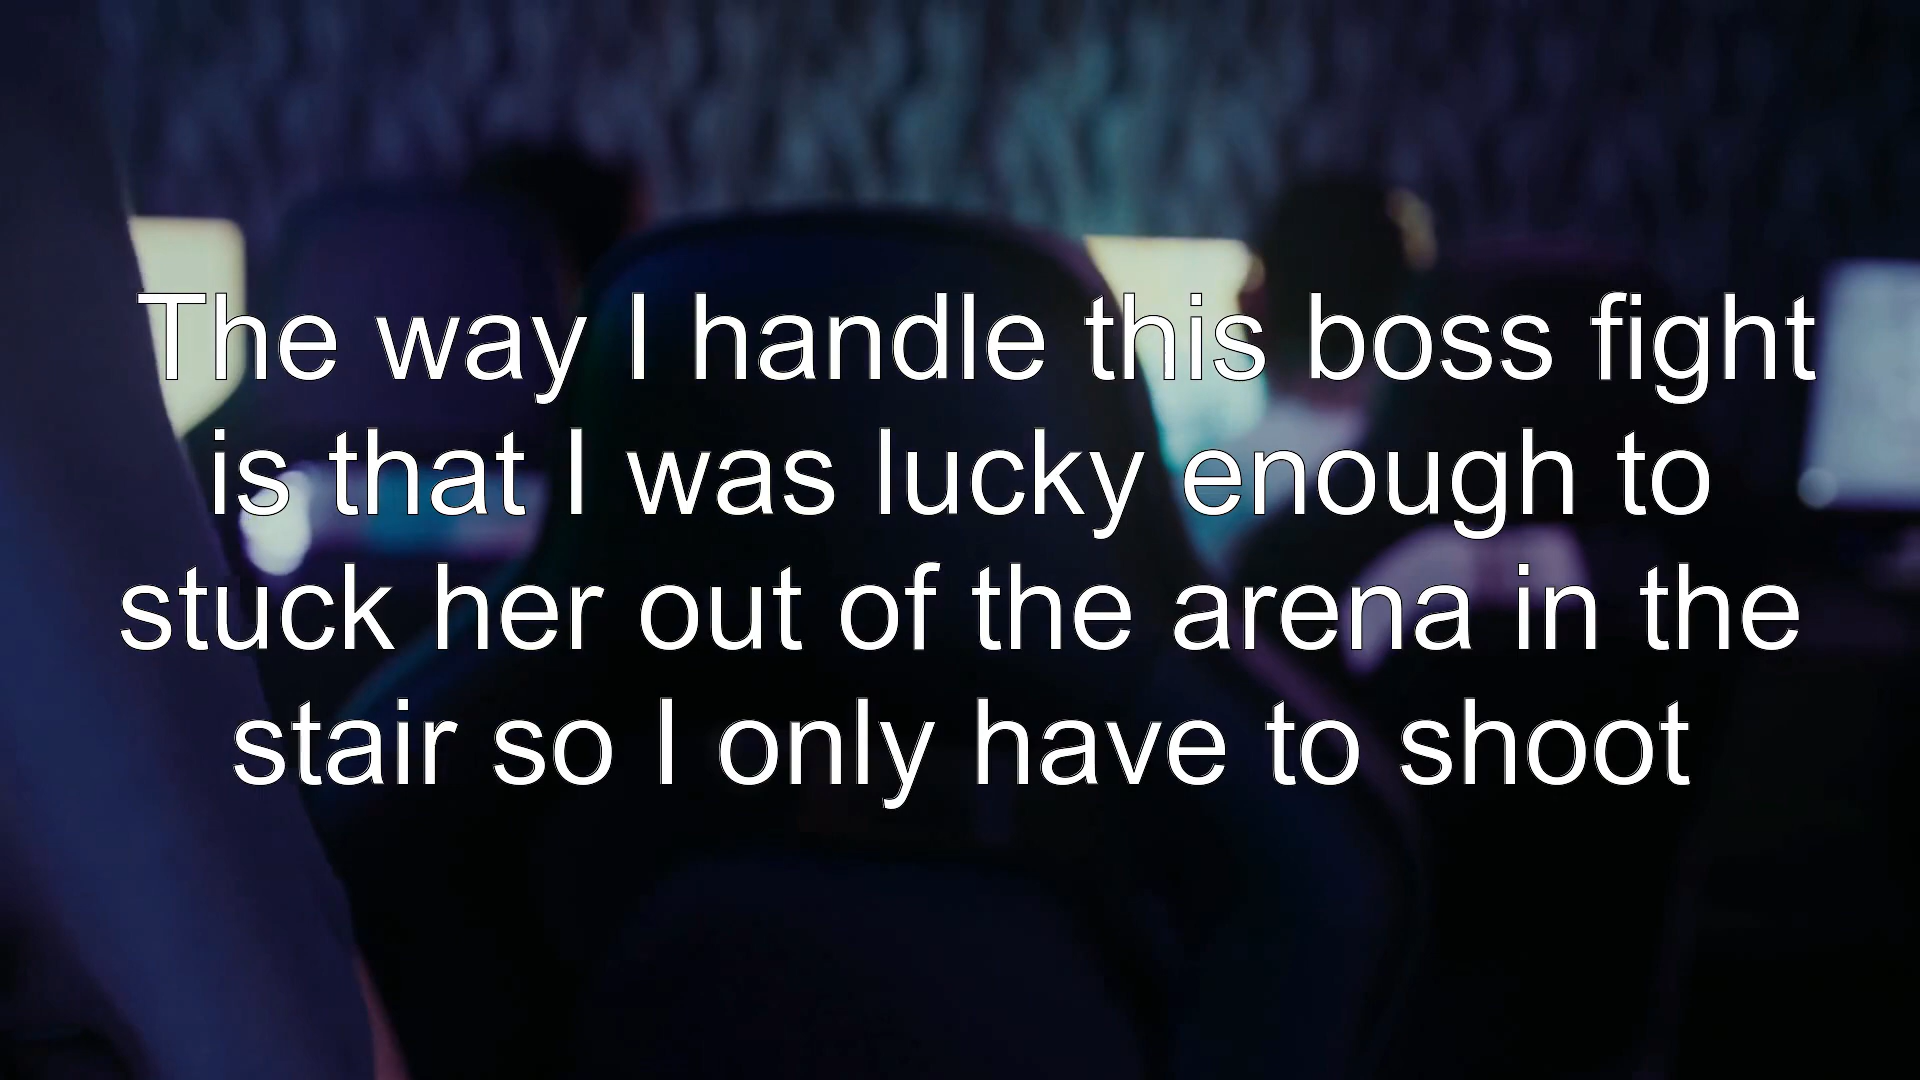 The way I handle this boss fight
is that I was lucky enough to
stuck her out of the arena in the
stair so I only have to shoot